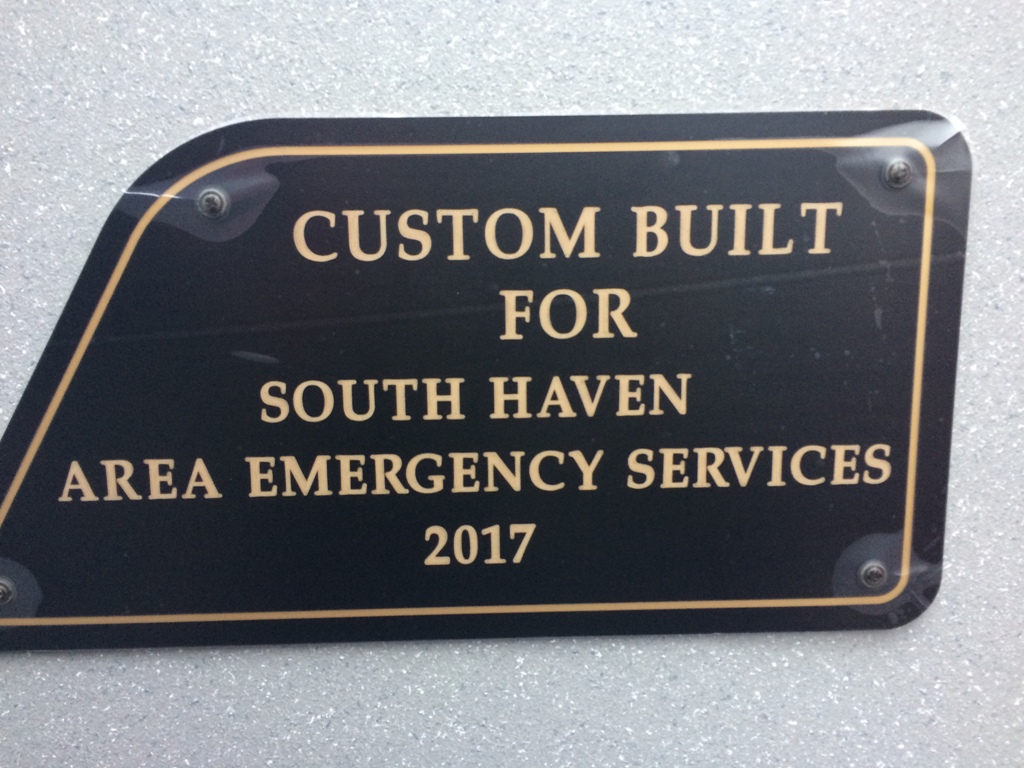 CUSTOM BUILT
FOR
SOUTH HAVEN
AREA EMERGENCY SERVICES
2017